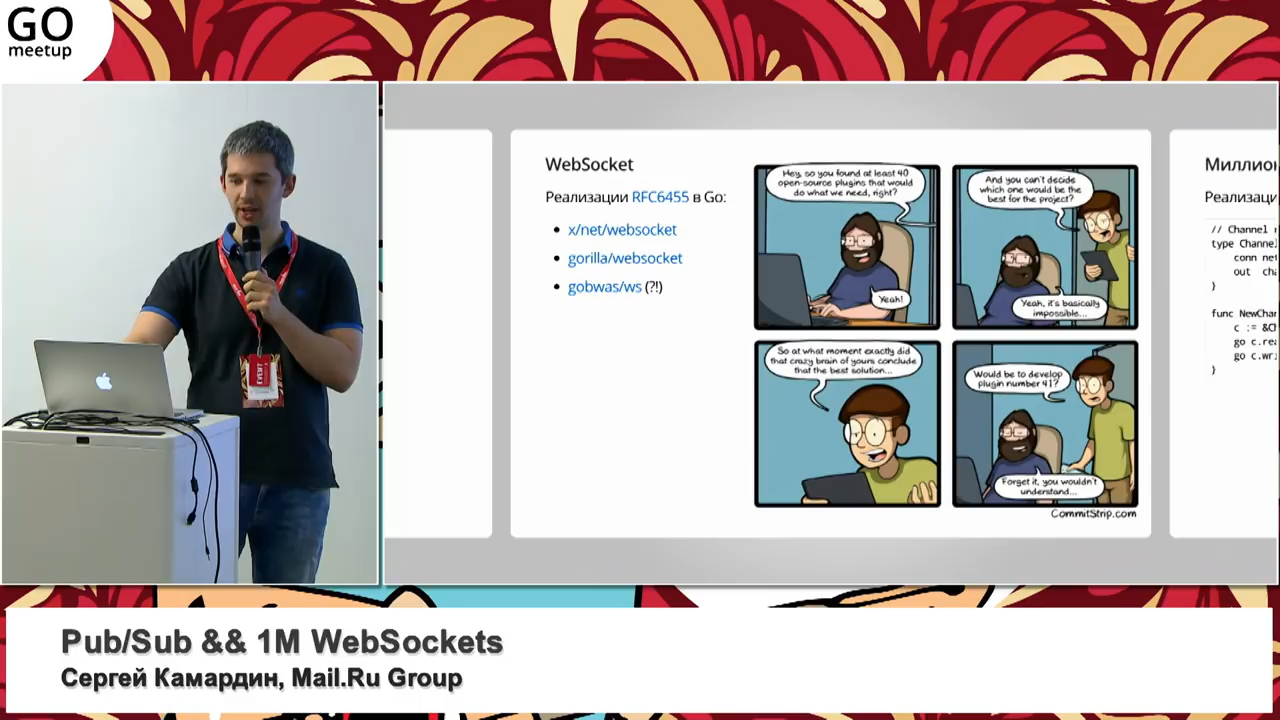 GO
meetup
EVENT
WebSocket
Реализации RFC6455 в Go:
x/net/websocket
gorilla/websocket
gobwas/ws (?!)
Hey, so you found at least 40
open-source plugins that would
do what we need, right?
Yeah!
And you can't decide
which one would be the
best for the project?
Yeah, it's basically
impossible...
So at what moment exactly did
that crazy brain of yours conclude
that the best solution...
Would be to develop
plugin number 41?
Forget it, you wouldn't
understand...
CommitStrip.com
Миллион
Реализаци
// Channel
type Channel
conn net
out cha
}
func NewChan
c := &Ch
go c.rea
go c.wri
}
Pub/Sub && 1M WebSockets
Сергей Камардин, Mail.Ru Group